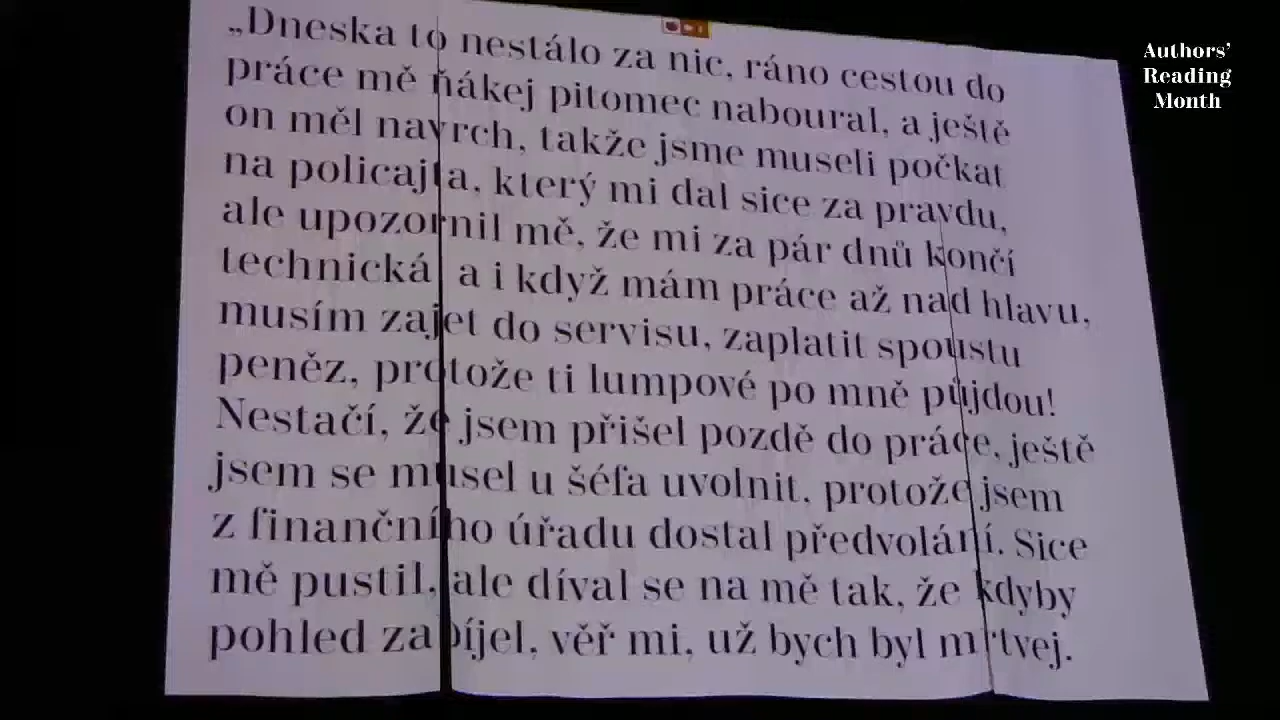 „Dneska to nestálo za nic, ráno cestou do
práce mě ňákej pitomec naboural, a ještě
on měl navrch, takže jsme museli počkat
na policajta, který mi dal sice za pravdu,
ale upozornil mě, že mi za pár dnů končí
technická, a i když mám práce až nad hlavu,
musím zajet do servisu, zaplatit spoustu
peněz, protože ti lumpové po mně půjdou!
Nestačí, že jsem přišel pozdě do práce, ještě
jsem se musel u šéfa uvolnit, protože jsem
z finančního úřadu dostal předvolání. Sice
mě pustil, ale díval se na mě tak, že kdyby
pohled zabíjel, věř mi, už bych byl mrtvej.
Authors’
Reading
Month